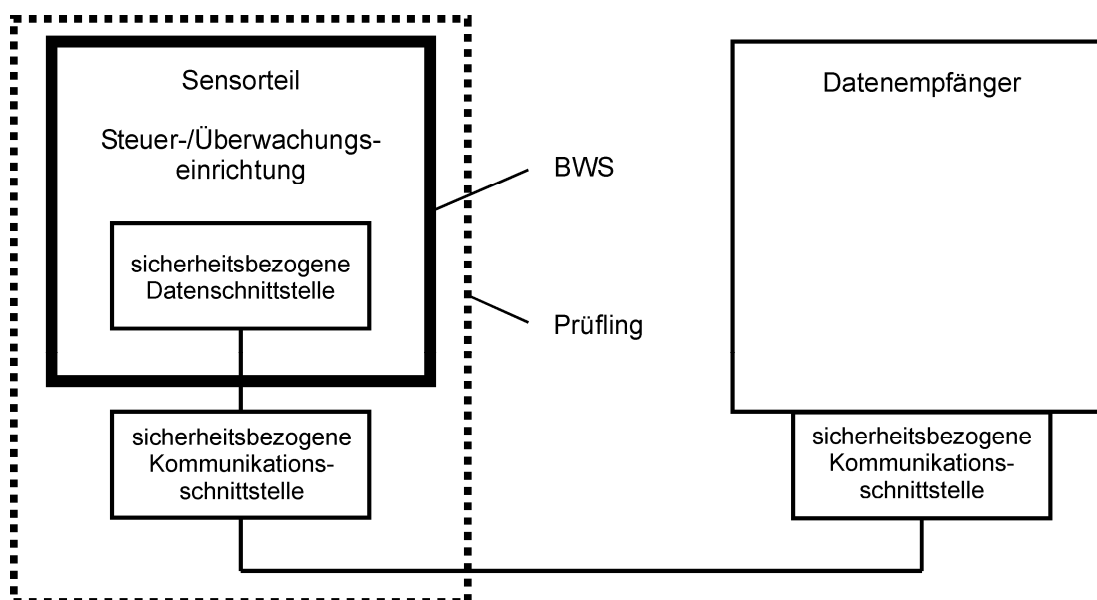 Sensorteil
Steuer-/Überwachungs-
einrichtung
sicherheitsbezogene
Datenschnittstelle
sicherheitsbezogene
Kommunikations-
schnittstelle
BWS
Prüfling
Datenempfänger
sicherheitsbezogene
Kommunikations-
schnittstelle